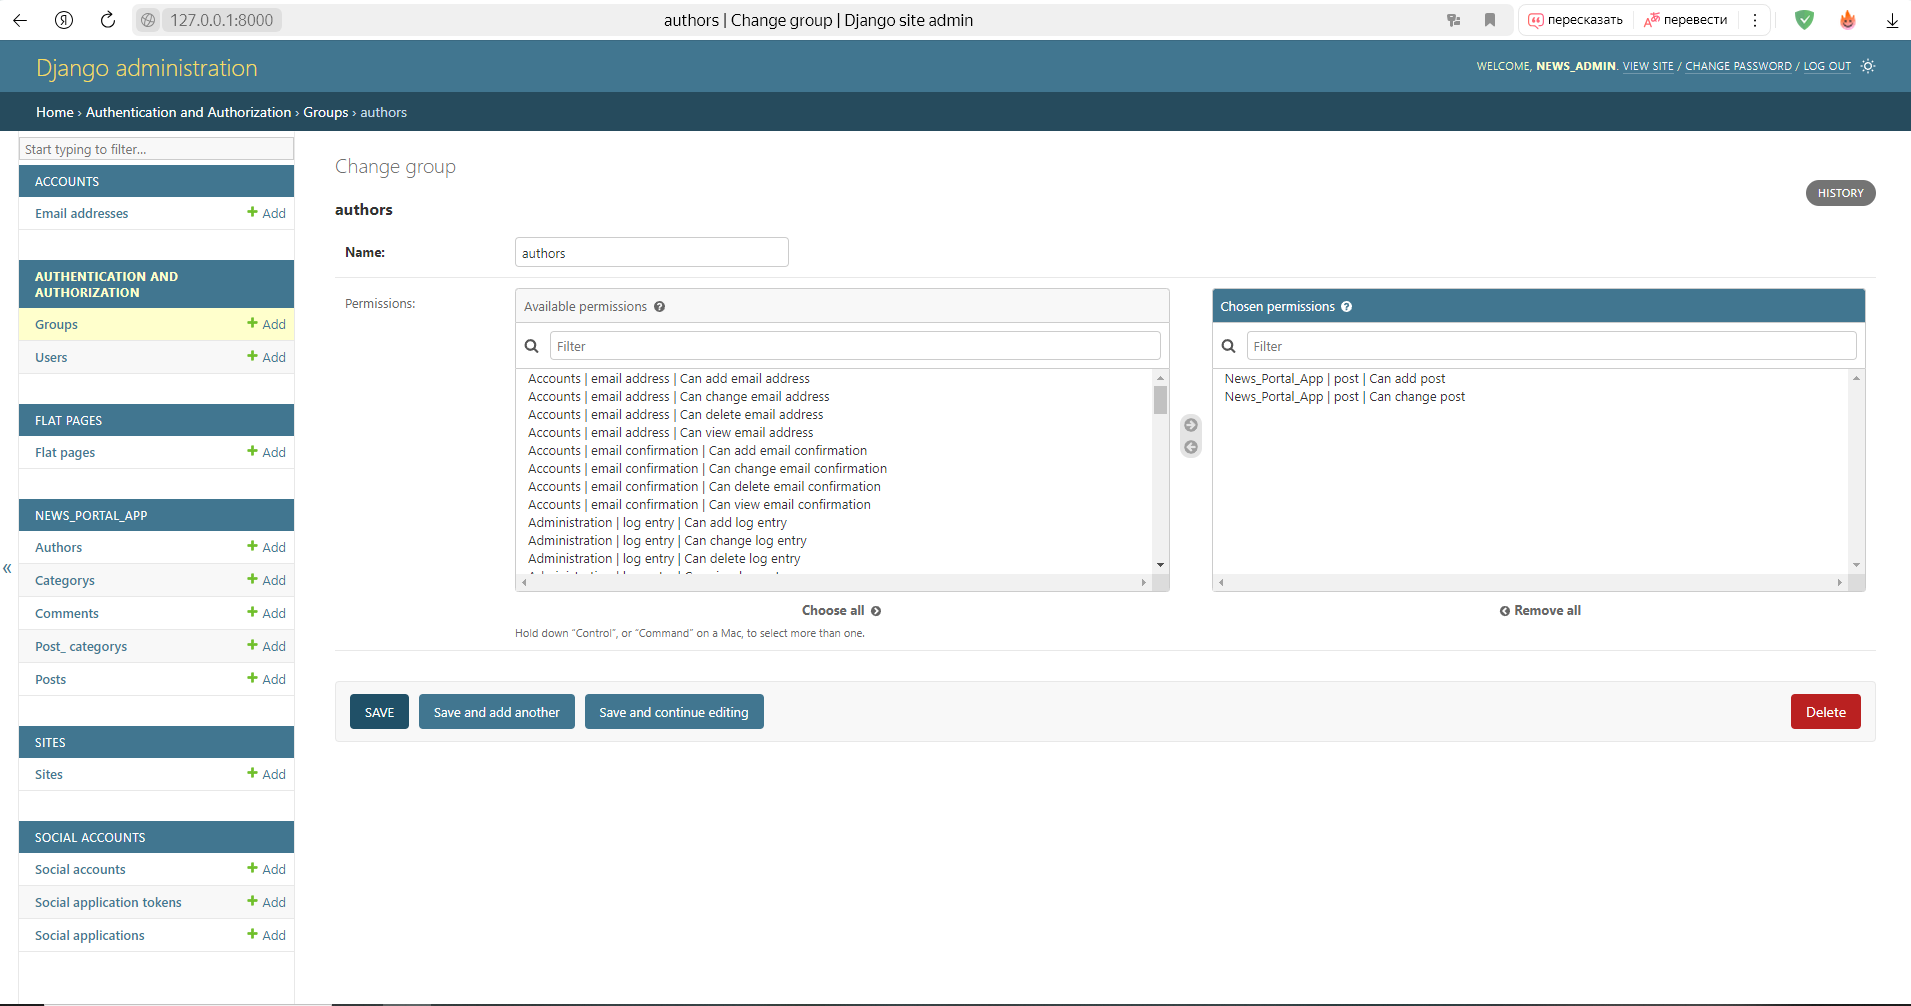 127.0.0.1:8000
authors | Change group | Django site admin
пересказать
перевести
Django administration
WELCOME, NEWS_ADMIN. VIEW SITE / CHANGE PASSWORD / LOG OUT
Home › Authentication and Authorization › Groups › authors
Start typing to filter...
ACCOUNTS
Email addresses
Add
AUTHENTICATION AND
AUTHORIZATION
Groups
Add
Users
Add
FLAT PAGES
Flat pages
Add
NEWS_PORTAL_APP
Authors
Add
Categorys
Add
Comments
Add
Post_ categorys
Add
Posts
Add
SITES
Sites
Add
SOCIAL ACCOUNTS
Social accounts
Add
Social application tokens
Add
Social applications
Add
«
Change group
HISTORY
authors
Name:
authors
Permissions:
Available permissions
Filter
Accounts | email address | Can add email address
Accounts | email address | Can change email address
Accounts | email address | Can delete email address
Accounts | email address | Can view email address
Accounts | email confirmation | Can add email confirmation
Accounts | email confirmation | Can change email confirmation
Accounts | email confirmation | Can delete email confirmation
Accounts | email confirmation | Can view email confirmation
Administration | log entry | Can add log entry
Administration | log entry | Can change log entry
Administration | log entry | Can delete log entry
Choose all
Hold down “Control”, or “Command” on a Mac, to select more than one.
Chosen permissions
Filter
News_Portal_App | post | Can add post
News_Portal_App | post | Can change post
Remove all
SAVE
Save and add another
Save and continue editing
Delete